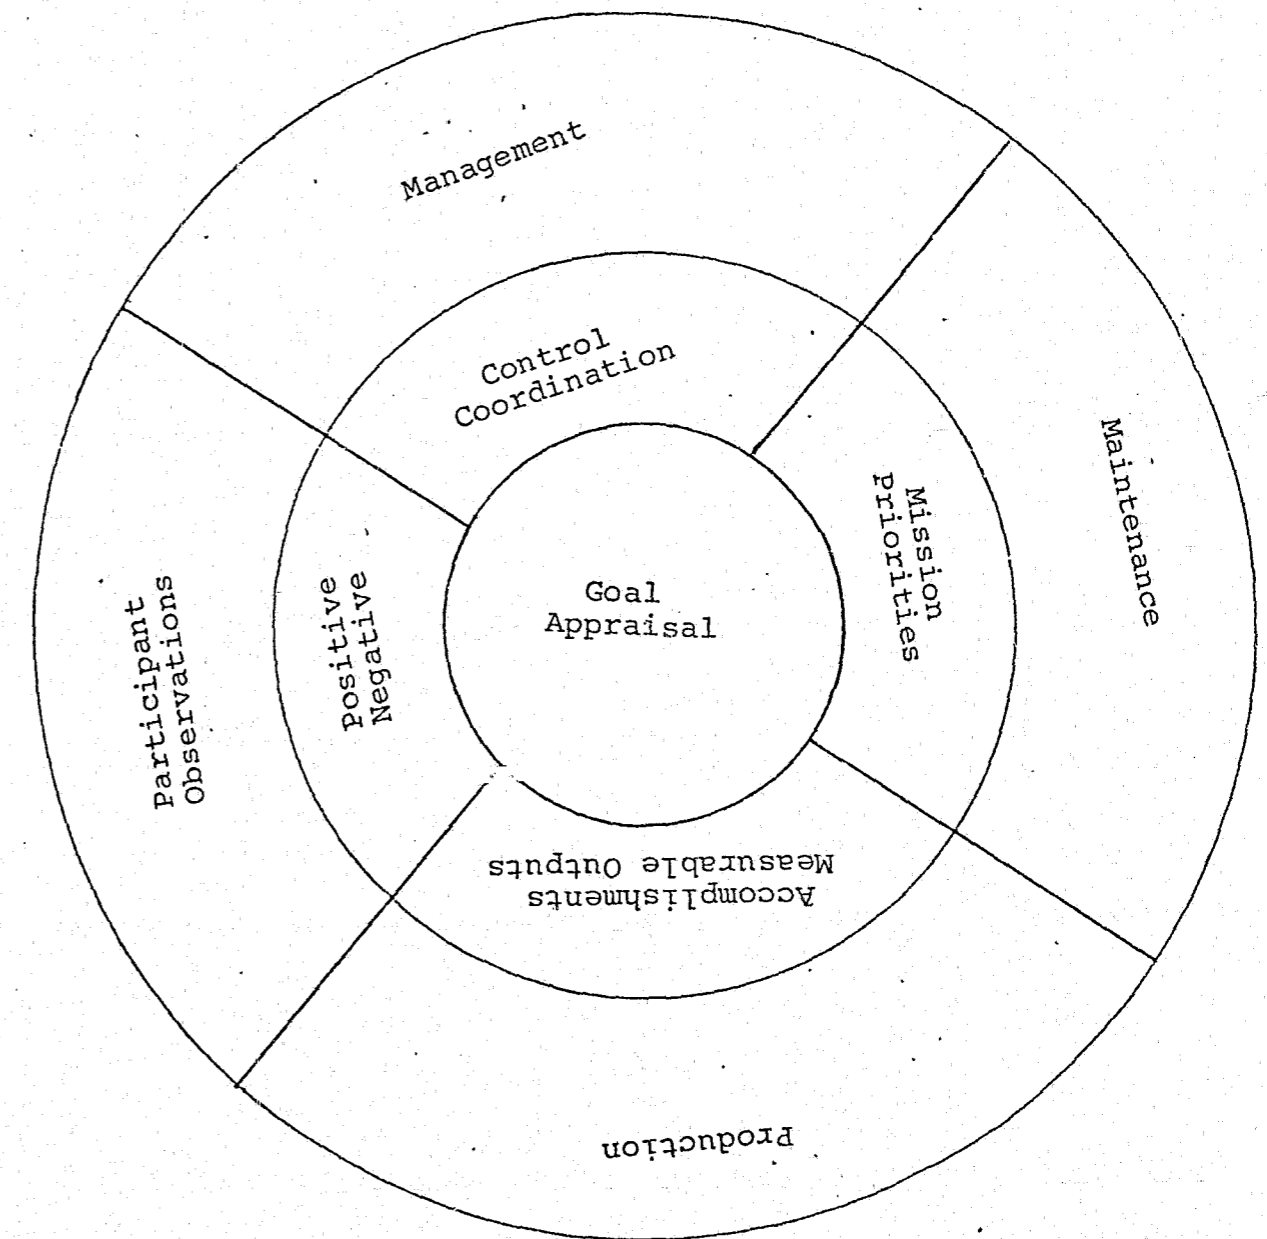 Management
Control
Coordination
Maintenance
Mission
Priorities
Goal
Appraisal
Participant
Observations
Positive
Negative
Accomplishments
Measurable Outputs
Production